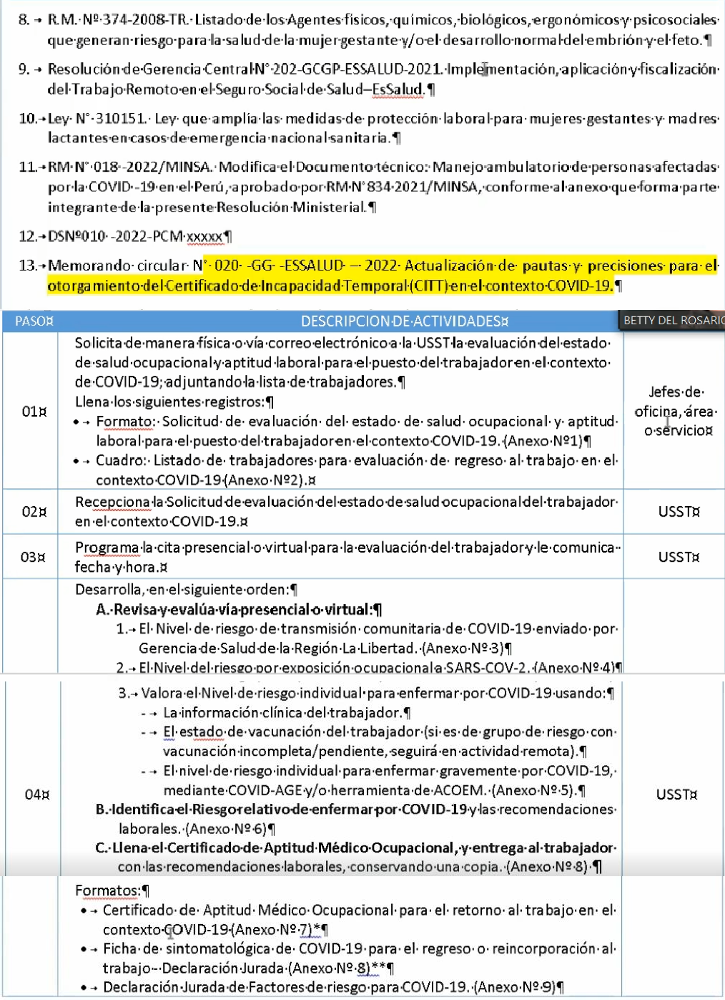 8. R.M. Nº 374-2008-TR. Listado de los Agentes físicos, químicos, biológicos, ergonómicos y psicosociales
que generan riesgo para la salud de la mujer gestante y/o el desarrollo normal del embrión y el feto.
9. Resolución de Gerencia Central N° 202-GCGP-ESSALUD-2021. Implementación, aplicación y fiscalización
del Trabajo Remoto en el Seguro Social de Salud – EsSalud.
10. Ley N° 310151. Ley que amplía las medidas de protección laboral para mujeres gestantes y madres
lactantes en casos de emergencia nacional sanitaria.
11. RM N° 018 -2022/MINSA. Modifica el Documento técnico: Manejo ambulatorio de personas afectadas
por la COVID -19 en el Perú, aprobado por RM N° 834-2021/MINSA, conforme al anexo que forma parte
integrante de la presente Resolución Ministerial.
12. DSNº010 -2022-PCM xxxxx
13. Memorando circular N° 020 -GG -ESSALUD – 2022 Actualización de pautas y precisiones para el
otorgamiento del Certificado de Incapacidad Temporal (CITT) en el contexto COVID-19.
PASO DESCRIPCION DE ACTIVIDADES BETTY DEL ROSARIO
Solicita de manera física o vía correo electrónico a la USST la evaluación del estado
de salud ocupacional y aptitud laboral para el puesto del trabajador en el contexto
de COVID-19; adjuntando la lista de trabajadores.
Llena los siguientes registros:
• Formato: Solicitud de evaluación del estado de salud ocupacional y aptitud
laboral para el puesto del trabajador en el contexto COVID-19. (Anexo Nº1)
• Cuadro: Listado de trabajadores para evaluación de regreso al trabajo en el
contexto COVID-19 (Anexo Nº2).
01
Jefes de
oficina, área
o servicio
Recepciona la Solicitud de evaluación del estado de salud ocupacional del trabajador
en el contexto COVID-19.
02
USST
Programa la cita presencial o virtual para la evaluación del trabajador y le comunica
fecha y hora.
03
USST
Desarrolla, en el siguiente orden:
A. Revisa y evalúa vía presencial o virtual:
1. El Nivel de riesgo de transmisión comunitaria de COVID-19 enviado por
Gerencia de Salud de la Región La Libertad. (Anexo Nº 3)
2. El Nivel del riesgo por exposición ocupacional a SARS-COV-2. (Anexo Nº 4)
3. Valora el Nivel de riesgo individual para enfermar por COVID-19 usando:
- La información clínica del trabajador.
- El estado de vacunación del trabajador (si es de grupo de riesgo con
vacunación incompleta/pendiente, seguirá en actividad remota).
- El nivel de riesgo individual para enfermar gravemente por COVID-19,
mediante COVID-AGE y/o herramienta de ACOEM. (Anexo Nº 5).
B. Identifica el Riesgo relativo de enfermar por COVID-19 y las recomendaciones
laborales. (Anexo Nº 6)
C. Llena el Certificado de Aptitud Médico Ocupacional, y entrega al trabajador
con las recomendaciones laborales, conservando una copia. (Anexo Nº 8)
04
USST
Formatos:
• Certificado de Aptitud Médico Ocupacional para el retorno al trabajo en el
contexto COVID-19 (Anexo Nº 7)*
• Ficha de sintomatológica de COVID-19 para el regreso o reincorporación al
trabajo - Declaración Jurada (Anexo Nº 8)**
• Declaración Jurada de Factores de riesgo para COVID-19. (Anexo Nº 9)